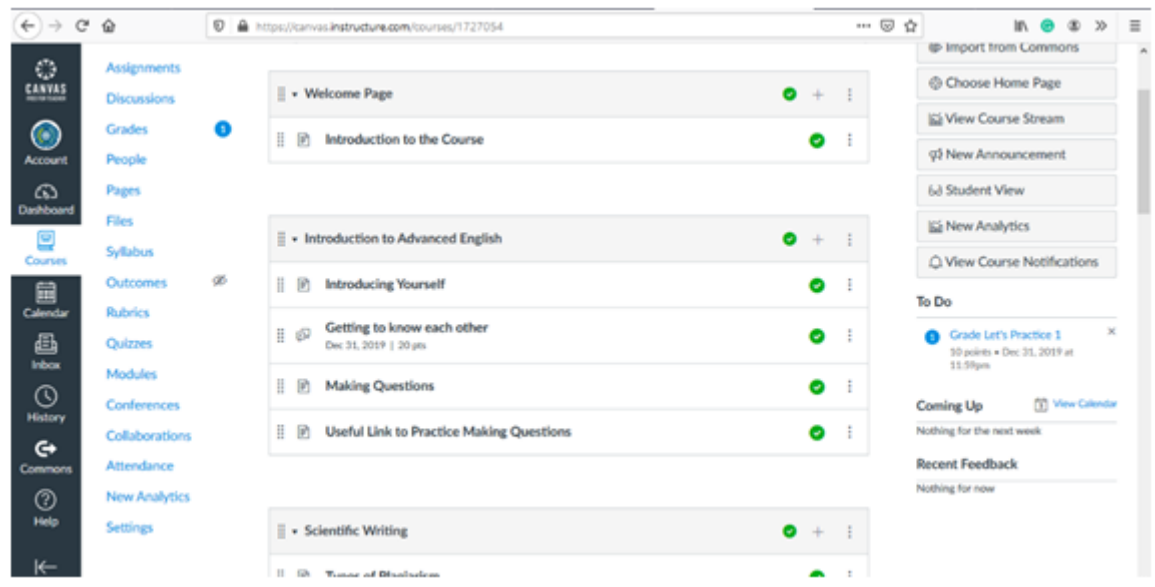 https://canvas.instructure.com/courses/1727054
CANVAS
Account
Dashboard
Courses
Calendar
Inbox
History
Commons
Help
Assignments
Discussions
Grades 1
People
Pages
Files
Syllabus
Outcomes
Rubrics
Quizzes
Modules
Conferences
Collaborations
Attendance
New Analytics
Settings
Welcome Page
Introduction to the Course
Introduction to Advanced English
Introducing Yourself
Getting to know each other
Dec 31, 2019 | 20 pts
Making Questions
Useful Link to Practice Making Questions
Scientific Writing
Types of Plagiarism
Import from Commons
Choose Home Page
View Course Stream
New Announcement
Student View
New Analytics
View Course Notifications
To Do
1 Grade Let's Practice 1
10 points • Dec 31, 2019 at
11:59pm
Coming Up View Calendar
Nothing for the next week
Recent Feedback
Nothing for now